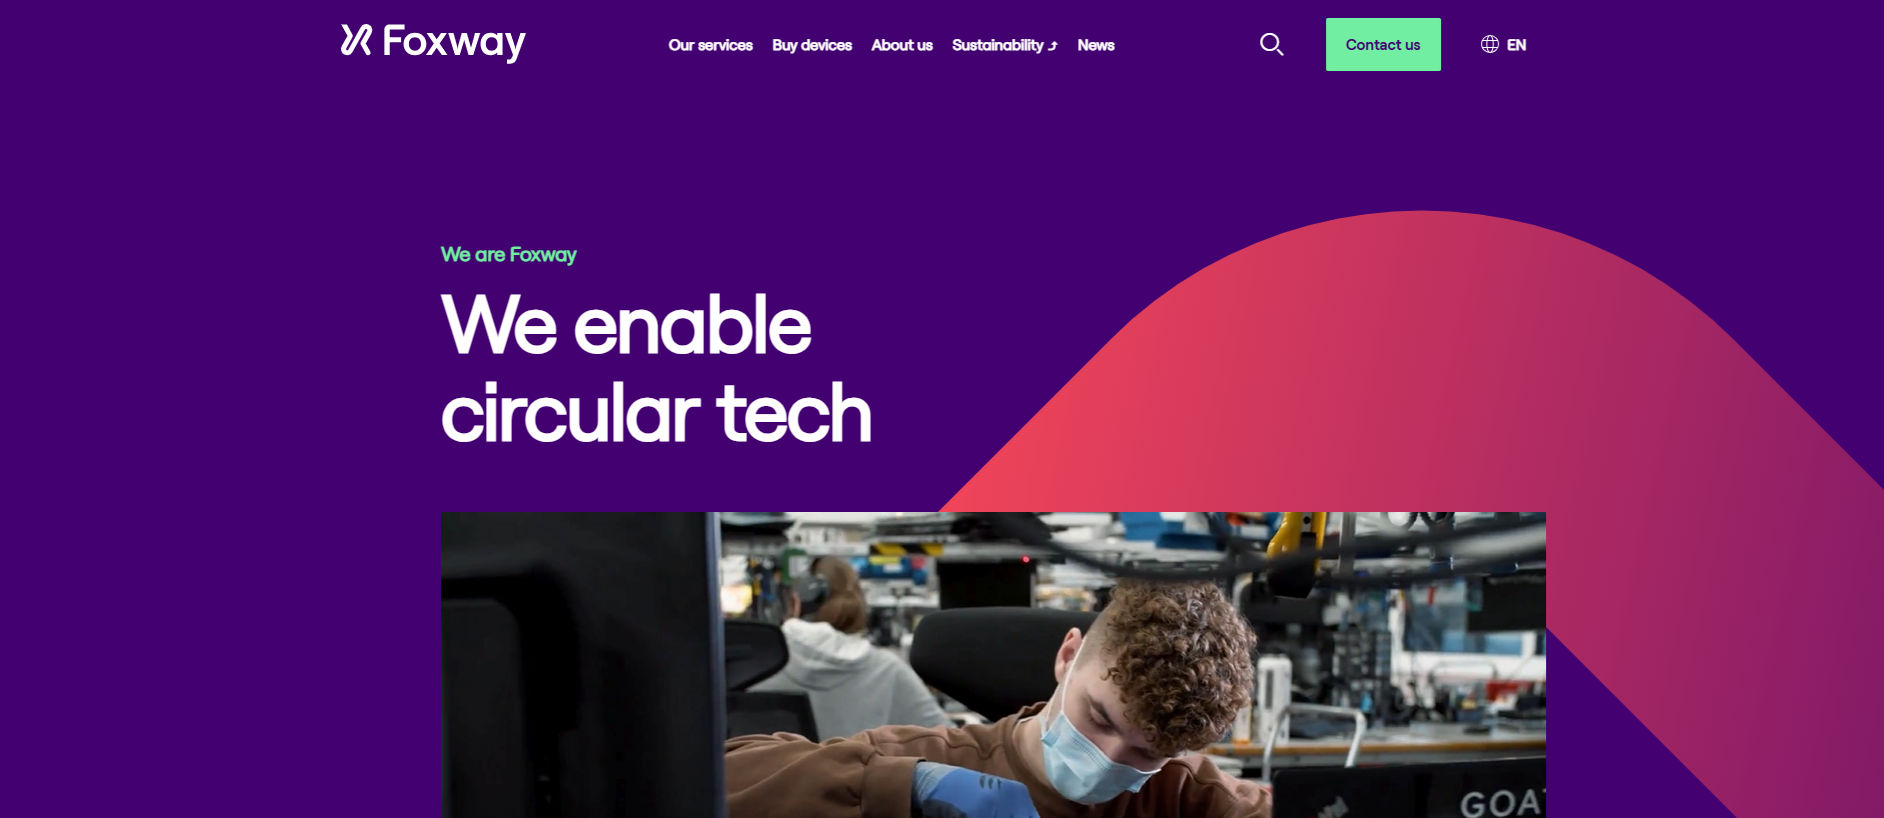 Foxway
Our services
Buy devices
About us
Sustainability
News
Contact us
EN
We are Foxway
We enable
circular tech
GOA